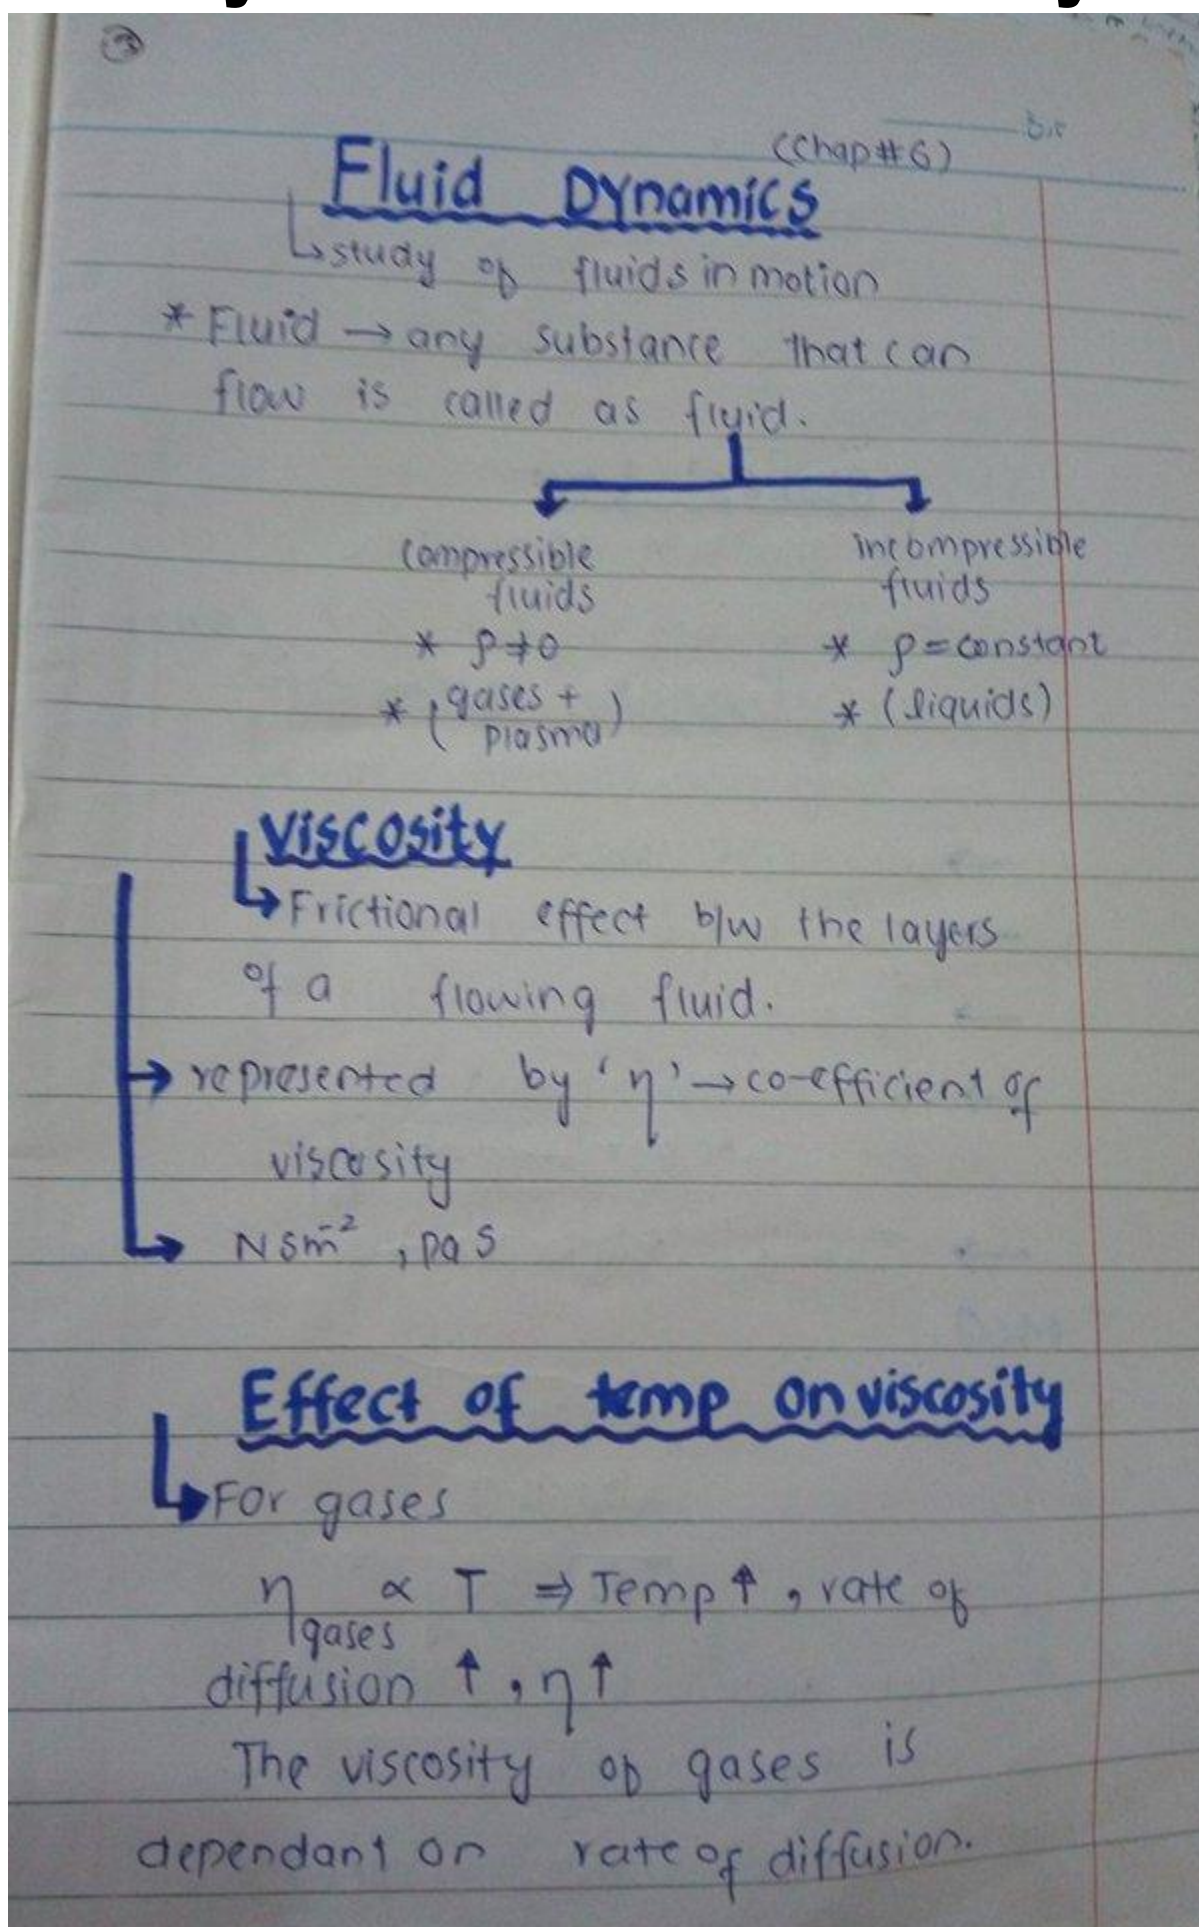 (Chap#6)
Fluid Dynamics
↳study of fluids in motion
* Fluid → any substance that can
flow is called as fluid.
compressible fluids
incompressible fluids
* ρ≠0
* ρ=constant
* (gases + plasma)
* (liquids)
Viscosity
↳Frictional effect b/w the layers
of a flowing fluid.
→ represented by 'η' → co-efficient of
viscosity
→ Nsm⁻², pa s
Effect of temp on viscosity
↳For gases
η gases ∝ T ⇒ Temp↑, rate of
diffusion ↑, η↑
The viscosity of gases is
dependant on rate of diffusion.